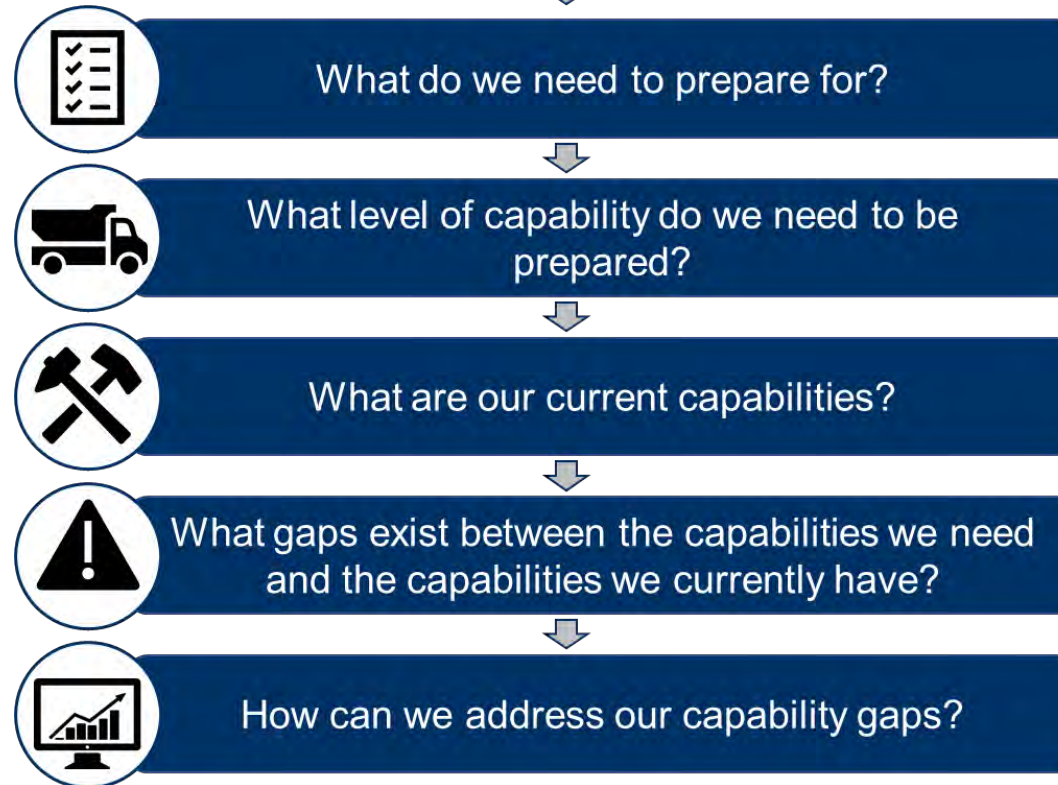 What do we need to prepare for?
What level of capability do we need to be
prepared?
What are our current capabilities?
What gaps exist between the capabilities we need
and the capabilities we currently have?
How can we address our capability gaps?